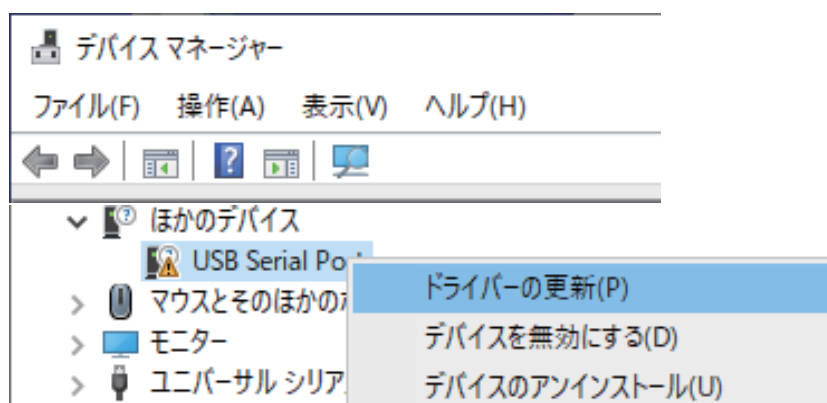 デバイス マネージャー
ファイル(F) 操作(A) 表示(V) ヘルプ(H)
ほかのデバイス
USB Serial
ドライバーの更新(P)
マウスとそのほかの
デバイスを無効にする(D)
モニター
ユニバーサル シリア
デバイスのアンインストール(U)